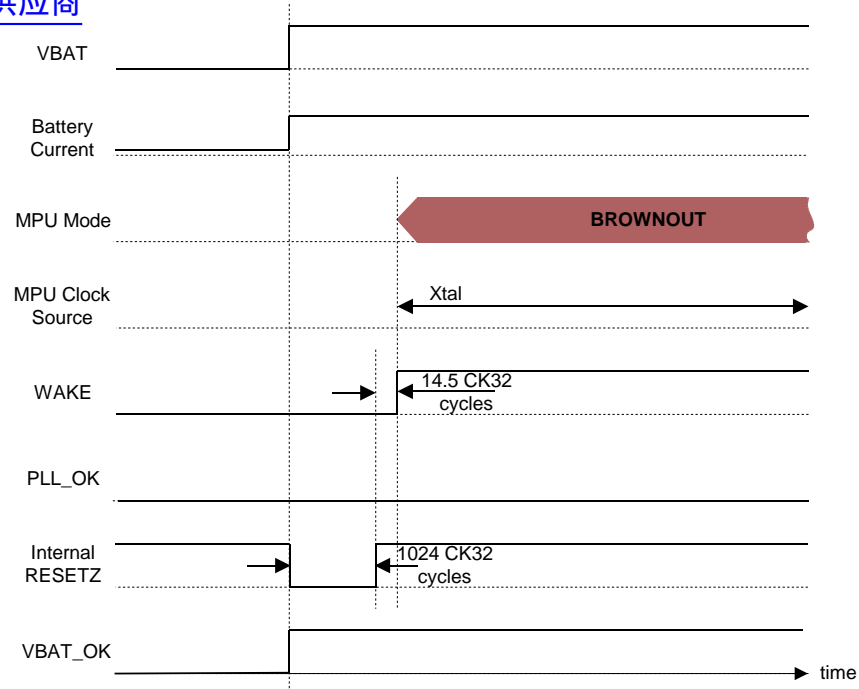 供应商
VBAT
Battery
Current
MPU Mode
BROWNOUT
MPU Clock
Source
Xtal
WAKE
14.5 CK32
cycles
PLL_OK
Internal
RESETZ
1024 CK32
cycles
VBAT_OK
time